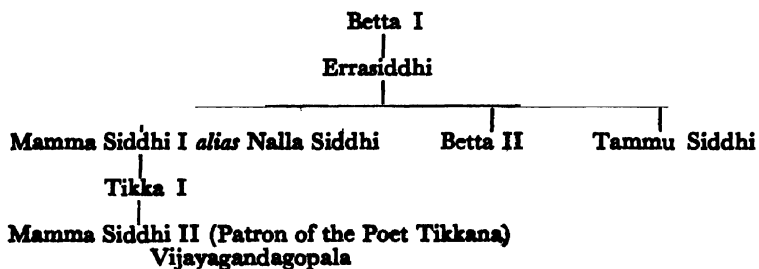 Betta I
Errasiddhi
Mamma Siddhi I alias Nalla Siddhi Betta II Tammu Siddhi
Tikka I
Mamma Siddhi II (Patron of the Poet Tikkana)
Vijayagandagopala